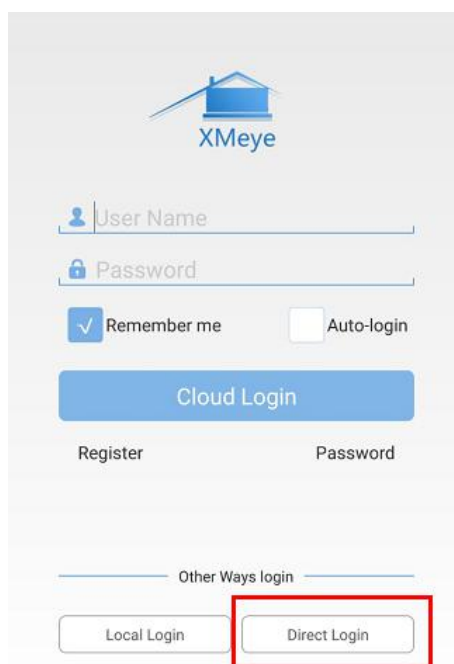 XMeye
User Name
Password
√ Remember me Auto-login
Cloud Login
Register Password
Other Ways login
Local Login Direct Login